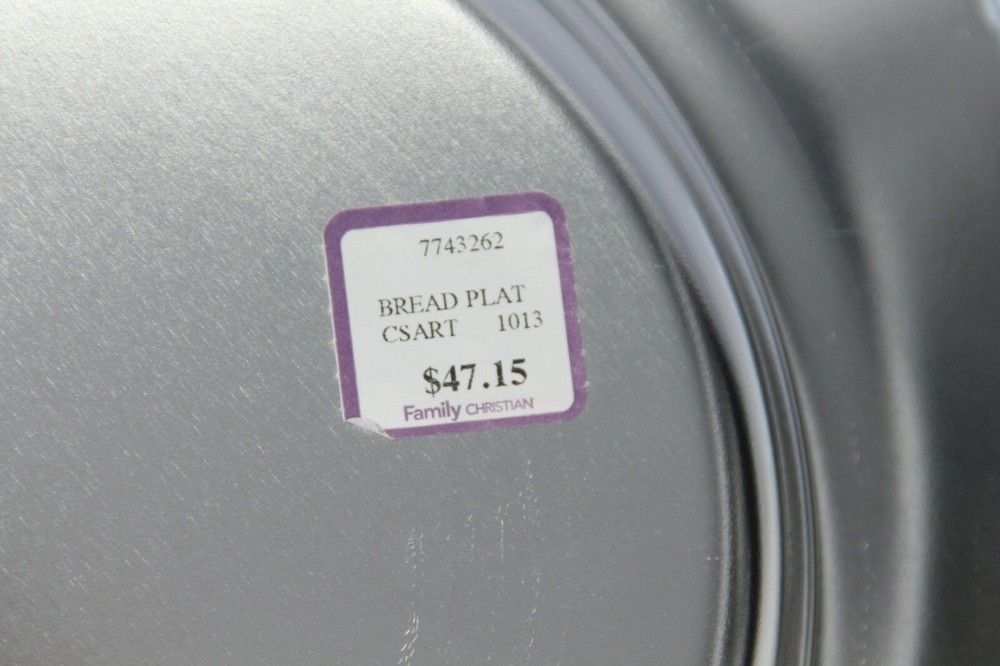 7743262
BREAD PLAT
CSART 1013
$47.15
Family CHRISTIAN